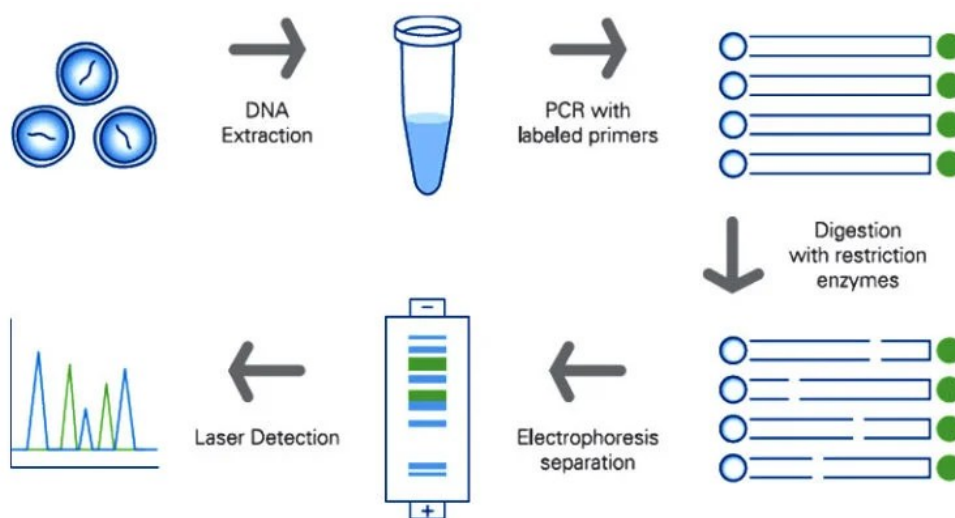 DNA
Extraction
PCR with
labeled primers
Digestion
with restriction
enzymes
Electrophoresis
separation
Laser Detection
−
+